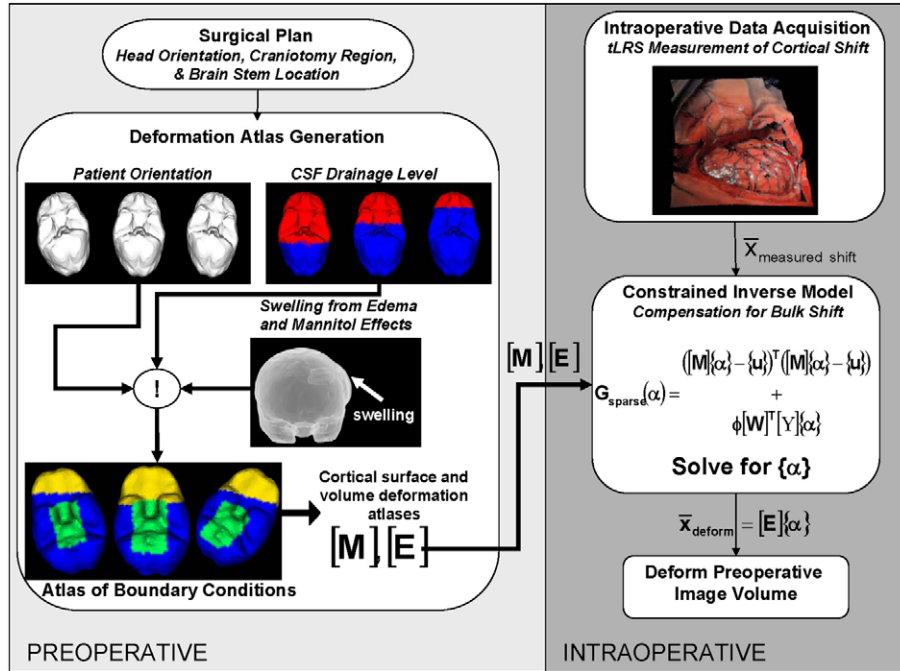 Surgical Plan
Head Orientation, Craniotomy Region,
& Brain Stem Location
Deformation Atlas Generation
Patient Orientation
CSF Drainage Level
Swelling from Edema
and Mannitol Effects
swelling
!
Cortical surface and
volume deformation
atlases
[M],[E]
Atlas of Boundary Conditions
PREOPERATIVE
[M],[E]
Intraoperative Data Acquisition
tLRS Measurement of Cortical Shift
X̅measured shift
Constrained Inverse Model
Compensation for Bulk Shift
([M]{α}−{u})ᵀ([M]{α}−{u})
Gsparse(α) = +
ϕ[W]ᵀ[Υ]{α}
Solve for {α}
x̅deform = [E]{α}
Deform Preoperative
Image Volume
INTRAOPERATIVE